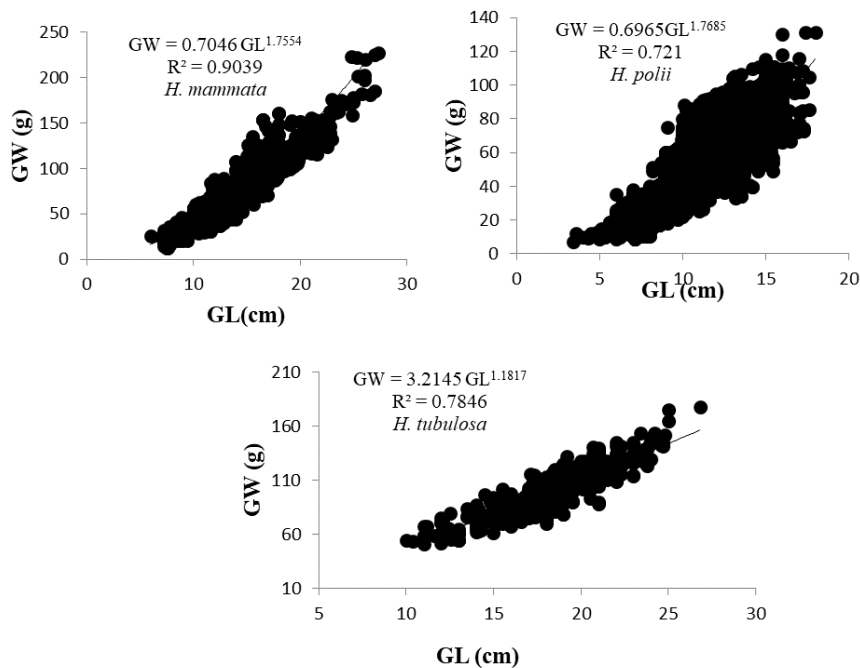 GW = 0.7046 GL^1.7554
R² = 0.9039
H. mammata
250
200
150
100
50
0
GW (g)
0 10 20 30
GL(cm)
GW = 0.6965GL^1.7685
R² = 0.721
H. polii
140
120
100
80
60
40
20
0
GW (g)
0 5 10 15 20
GL(cm)
GW = 3.2145 GL^1.1817
R² = 0.7846
H. tubulosa
210
160
110
60
10
GW (g)
5 10 15 20 25 30
GL (cm)